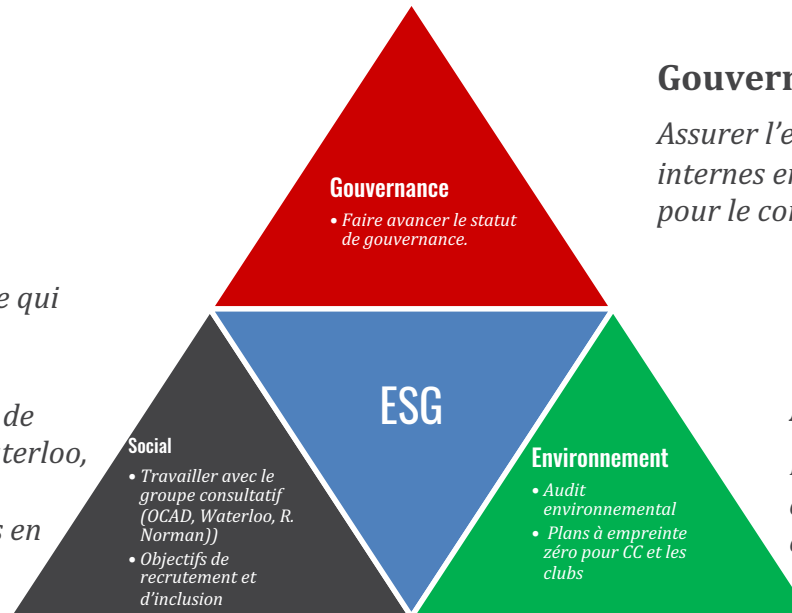 Gouver
Assurer l'e
internes e
pour le co
Gouvernance
• Faire avancer le statut
de gouvernance.
e qui
de
terloo,
s en
ESG
Social
• Travailler avec le
groupe consultatif
(OCAD, Waterloo, R.
Norman))
• Objectifs de
recrutement et
d'inclusion
Environnement
• Audit
environnemental
• Plans à empreinte
zéro pour CC et les
clubs